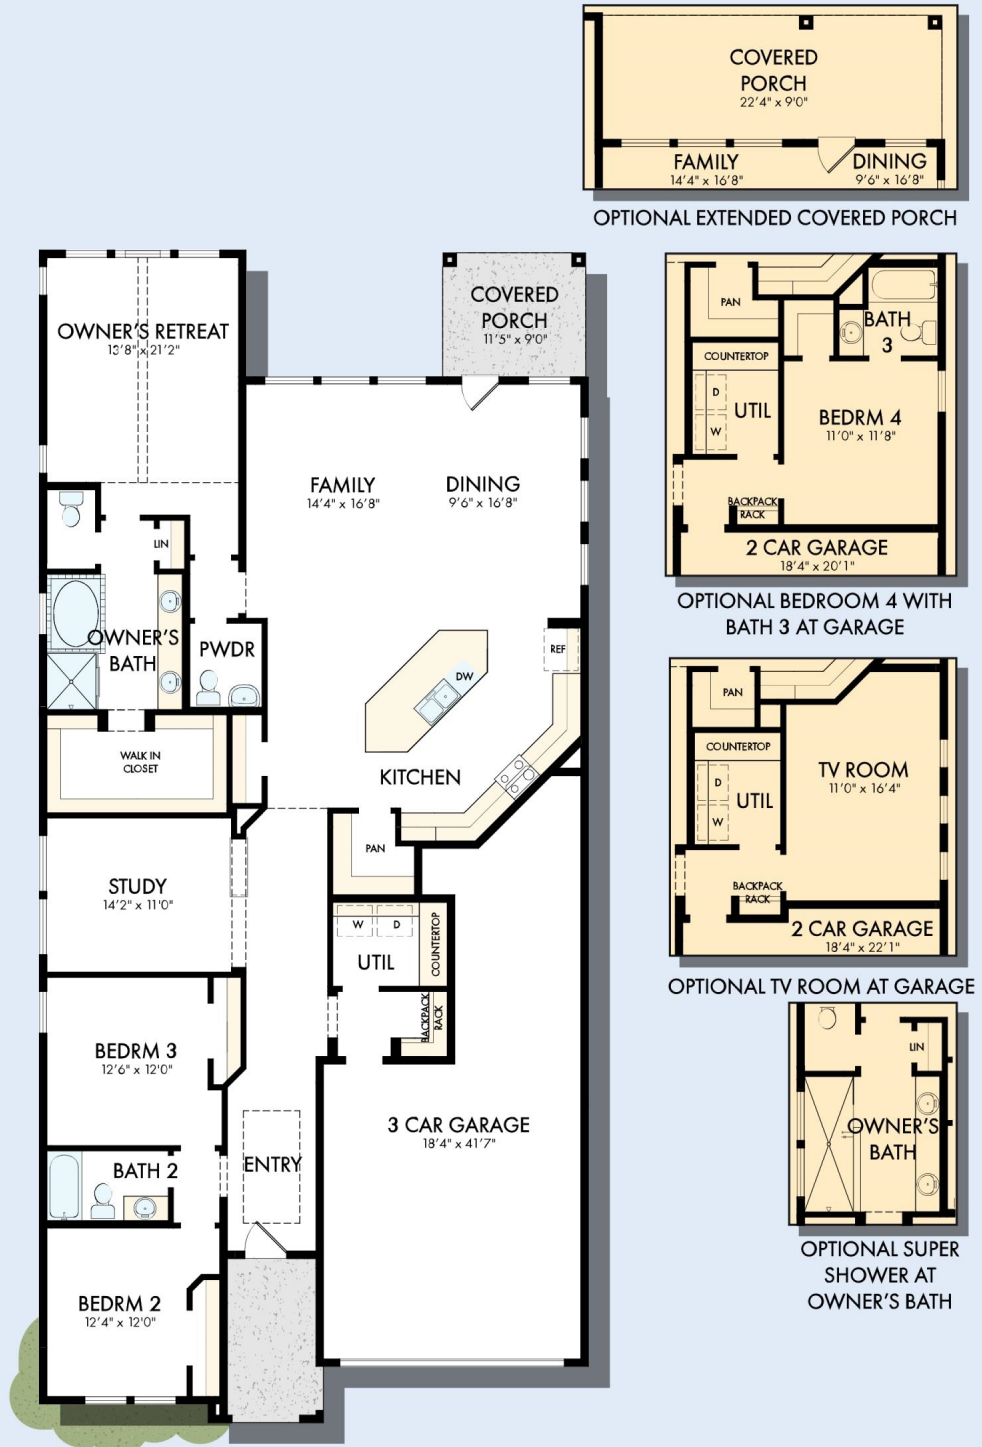 COVERED
PORCH
22'4" x 9'0"
FAMILY
14'4" x 16'8"
DINING
9'6" x 16'8"
OPTIONAL EXTENDED COVERED PORCH
OWNER'S RETREAT
13'8" x 21'2"
COVERED
PORCH
11'5" x 9'0"
FAMILY
14'4" x 16'8"
DINING
9'6" x 16'8"
LIN
OWNER'S
BATH
PWDR
REF
DW
WALK IN
CLOSET
KITCHEN
PAN
STUDY
14'2" x 11'0"
W
D
COUNTERTOP
UTIL
BACKPACK
RACK
BEDRM 3
12'6" x 12'0"
3 CAR GARAGE
18'4" x 41'7"
BATH 2
ENTRY
BEDRM 2
12'4" x 12'0"
PAN
BATH
3
COUNTERTOP
D
W
UTIL
BEDRM 4
11'0" x 11'8"
BACKPACK
RACK
2 CAR GARAGE
18'4" x 20'1"
OPTIONAL BEDROOM 4 WITH
BATH 3 AT GARAGE
PAN
COUNTERTOP
D
W
UTIL
TV ROOM
11'0" x 16'4"
BACKPACK
RACK
2 CAR GARAGE
18'4" x 22'1"
OPTIONAL TV ROOM AT GARAGE
LIN
OWNER'S
BATH
OPTIONAL SUPER
SHOWER AT
OWNER'S BATH